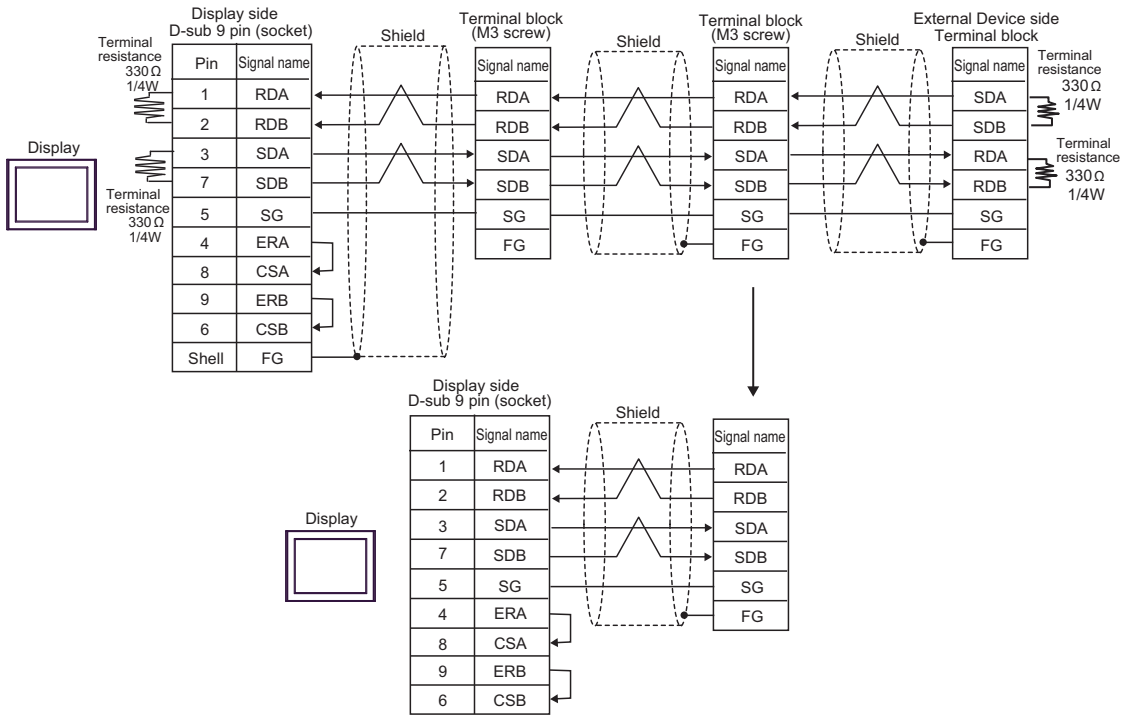 Display side
D-sub 9 pin (socket)
Terminal block
(M3 screw)
Terminal block
(M3 screw)
External Device side
Terminal block
Terminal
resistance
330 Ω
1/4W
Shield
Shield
Shield
Terminal
resistance
330 Ω
1/4W
Pin Signal name
1 RDA
2 RDB
3 SDA
7 SDB
5 SG
4 ERA
8 CSA
9 ERB
6 CSB
Shell FG
Signal name
RDA
RDB
SDA
SDB
SG
FG
Signal name
RDA
RDB
SDA
SDB
SG
FG
Signal name
SDA
SDB
RDA
RDB
SG
FG
Terminal
resistance
330 Ω
1/4W
Display
Terminal
resistance
330 Ω
1/4W
Display side
D-sub 9 pin (socket)
Shield
Pin Signal name
1 RDA
2 RDB
3 SDA
7 SDB
5 SG
4 ERA
8 CSA
9 ERB
6 CSB
Signal name
RDA
RDB
SDA
SDB
SG
FG
Display